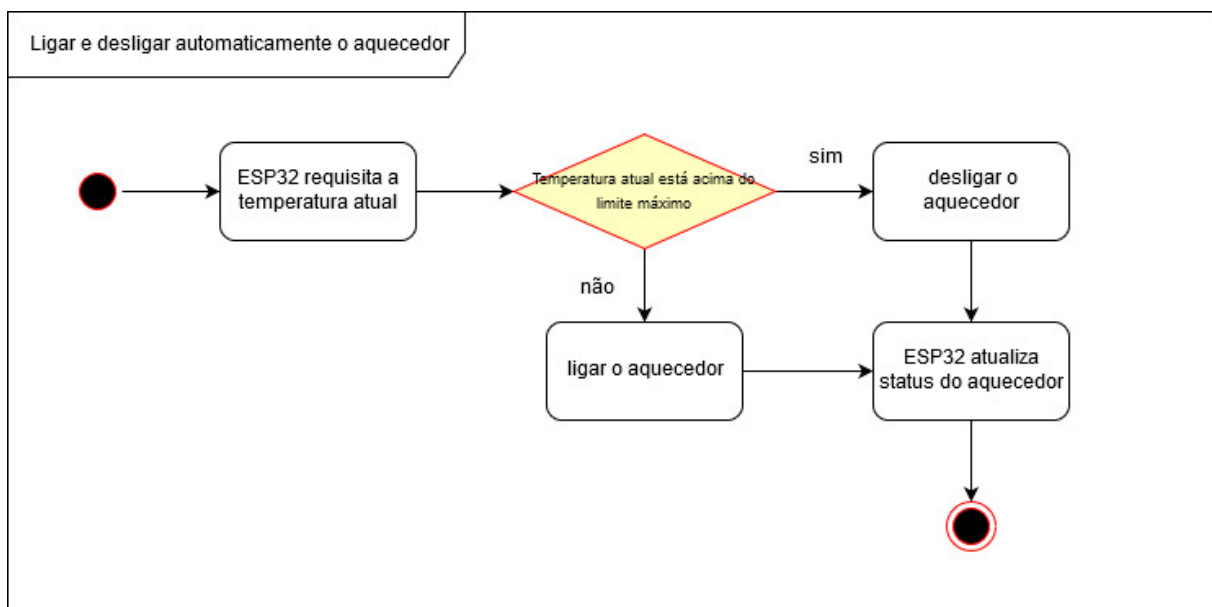 Ligar e desligar automaticamente o aquecedor
ESP32 requisita a
temperatura atual
Temperatura atual está acima do
limite máximo
sim
desligar o
aquecedor
não
ligar o aquecedor
ESP32 atualiza
status do aquecedor